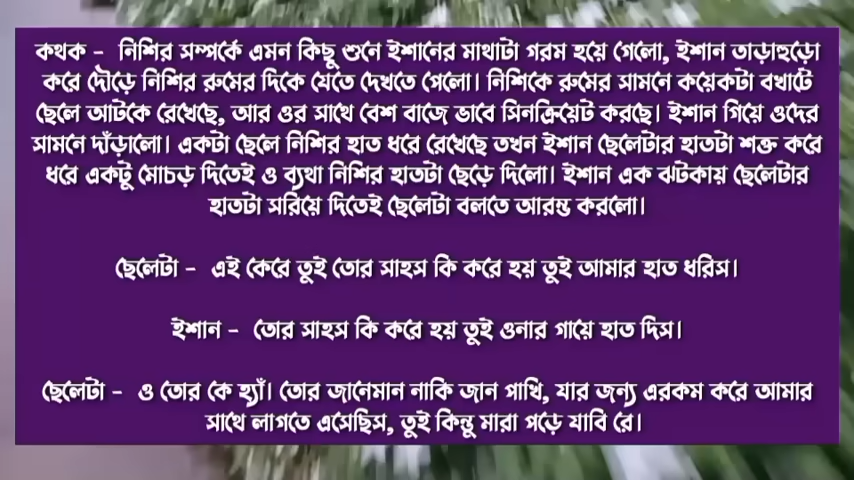 কথক - নিশির সম্পর্কে এমন কিছু শুনে ইশানের মাথাটা গরম হয়ে গেলো, ইশান তাড়াহুড়ো
করে দৌড়ে নিশির রুমের দিকে যেতে দেখতে পেলো। নিশিকে রুমের সামনে কয়েকটা বখাটে
ছেলে আটকে রেখেছে, আর ওর সাথে বেশ বাজে ভাবে সিনক্রিয়েট করছে। ইশান গিয়ে ওদের
সামনে দাঁড়ালো। একটা ছেলে নিশির হাত ধরে রেখেছে তখন ইশান ছেলেটার হাতটা শক্ত করে
ধরে একটু মোচড় দিতেই ও ব্যথা নিশির হাতটা ছেড়ে দিলো। ইশান এক ঝটকায় ছেলেটার
হাতটা সরিয়ে দিতেই ছেলেটা বলতে আরম্ভ করলো।
ছেলেটা - এই কেরে তুই তোর সাহস কি করে হয় তুই আমার হাত ধরিস।
ইশান - তোর সাহস কি করে হয় তুই ওনার গায়ে হাত দিস।
ছেলেটা - ও তোর কে হ্যাঁ। তোর জানেমান নাকি জান পাখি, যার জন্য এরকম করে আমার
সাথে লাগতে এসেছিস, তুই কিন্তু মারা পড়ে যাবি রে।